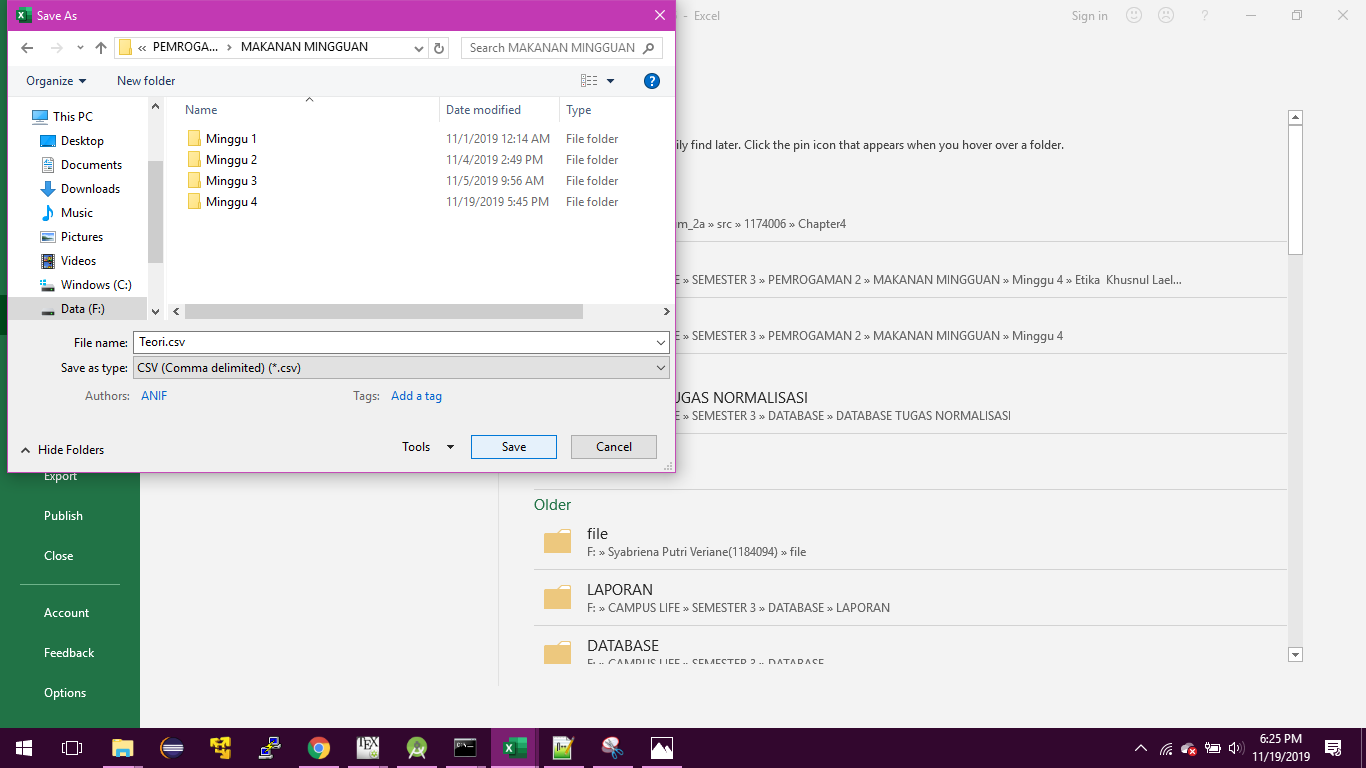 Save As
- Excel
Sign in
?
« PEMROGA... > MAKANAN MINGGUAN
Search MAKANAN MINGGUAN
Organize
New folder
?
This PC
Desktop
Documents
Downloads
Music
Pictures
Videos
Windows (C:)
Data (F:)
Name Date modified Type
Minggu 1 11/1/2019 12:14 AM File folder
Minggu 2 11/4/2019 2:49 PM File folder
Minggu 3 11/5/2019 9:56 AM File folder
Minggu 4 11/19/2019 5:45 PM File folder
File name: Teori.csv
Save as type: CSV (Comma delimited) (*.csv)
Authors: ANIF
Tags: Add a tag
Hide Folders
Tools
Save
Cancel
ily find later. Click the pin icon that appears when you hover over a folder.
um_2a » src » 1174006 » Chapter4
E » SEMESTER 3 » PEMROGAMAN 2 » MAKANAN MINGGUAN » Minggu 4 » Etika Khusnul Lael...
E » SEMESTER 3 » PEMROGAMAN 2 » MAKANAN MINGGUAN » Minggu 4
TUGAS NORMALISASI
E » SEMESTER 3 » DATABASE » DATABASE TUGAS NORMALISASI
Older
file
F: » Syabriena Putri Veriane(1184094) » file
LAPORAN
F: » CAMPUS LIFE » SEMESTER 3 » DATABASE » LAPORAN
DATABASE
F: » CAMPUS LIFE » SEMESTER 3 » DATABASE
Export
Publish
Close
Account
Feedback
Options
6:25 PM
11/19/2019